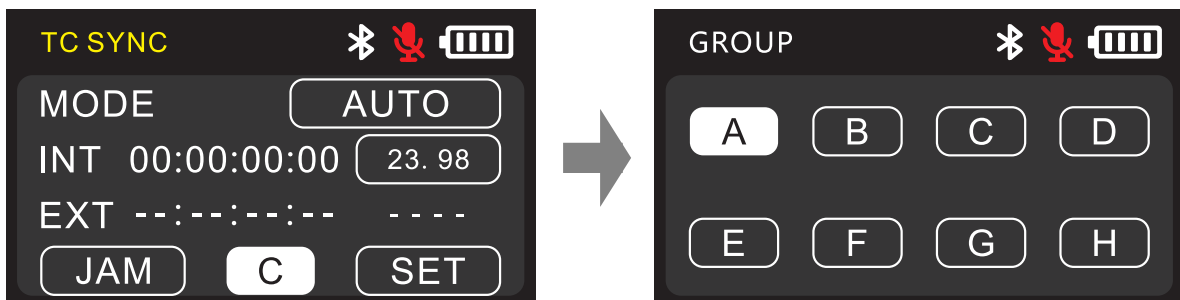 TC SYNC
MODE AUTO
INT 00:00:00:00 23. 98
EXT --:--:--:-- ----
JAM C SET
GROUP
A B C D
E F G H